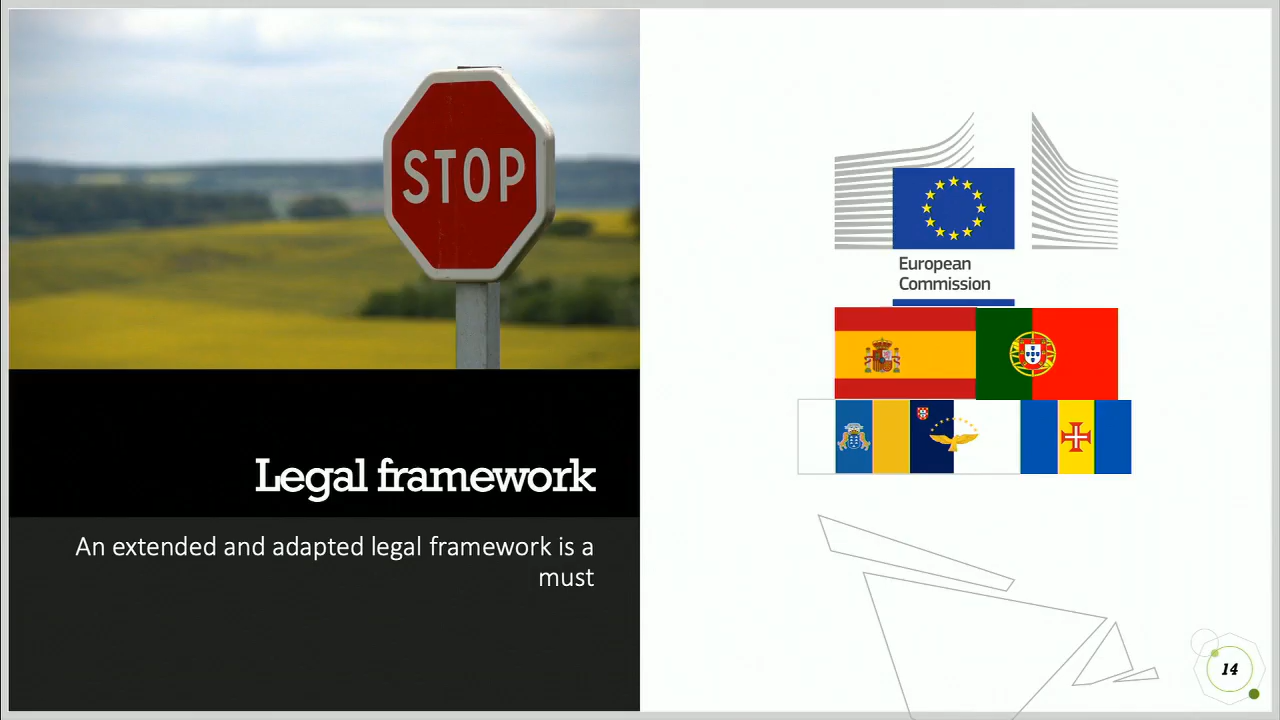 STOP
Legal framework
An extended and adapted legal framework is a
must
European
Commission
14